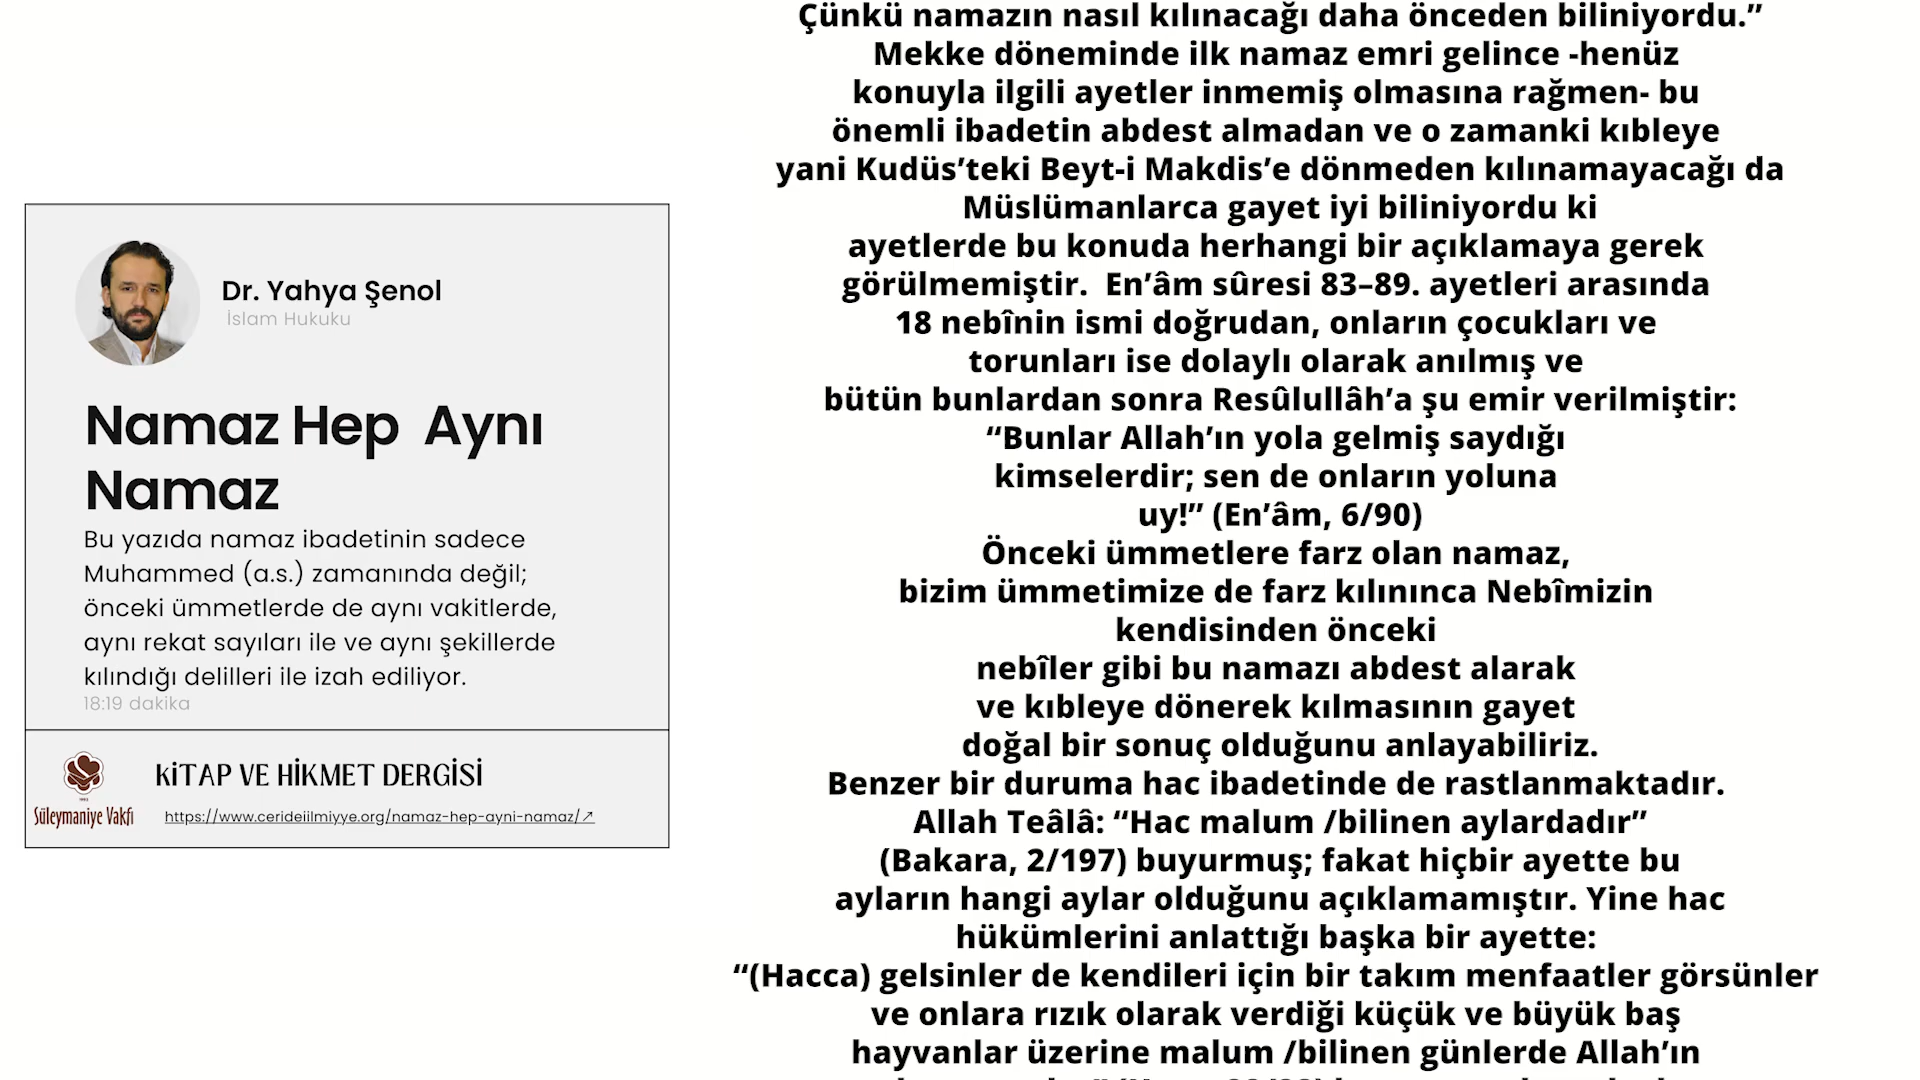 Dr. Yahya Şenol
İslam Hukuku
Namaz Hep Aynı
Namaz
Bu yazıda namaz ibadetinin sadece
Muhammed (a.s.) zamanında değil;
önceki ümmetlerde de aynı vakitlerde,
aynı rekat sayıları ile ve aynı şekillerde
kılındığı delilleri ile izah ediliyor.
18:19 dakika
Süleymaniye Vakfı
KİTAP VE HİKMET DERGİSİ
https://www.cerideiilmiyye.org/namaz-hep-ayni-namaz/↗
Çünkü namazın nasıl kılınacağı daha önceden biliniyordu.”
Mekke döneminde ilk namaz emri gelince -henüz
konuyla ilgili ayetler inmemiş olmasına rağmen- bu
önemli ibadetin abdest almadan ve o zamanki kıbleye
yani Kudüs’teki Beyt-i Makdis’e dönmeden kılınamayacağı da
Müslümanlarca gayet iyi biliniyordu ki
ayetlerde bu konuda herhangi bir açıklamaya gerek
görülmemiştir. En’âm sûresi 83–89. ayetleri arasında
18 nebînin ismi doğrudan, onların çocukları ve
torunları ise dolaylı olarak anılmış ve
bütün bunlardan sonra Resûlullâh’a şu emir verilmiştir:
“Bunlar Allah’ın yola gelmiş saydığı
kimselerdir; sen de onların yoluna
uy!” (En’âm, 6/90)
Önceki ümmetlere farz olan namaz,
bizim ümmetimize de farz kılınınca Nebîmizin
kendisinden önceki
nebîler gibi bu namazı abdest alarak
ve kıbleye dönerek kılmasının gayet
doğal bir sonuç olduğunu anlayabiliriz.
Benzer bir duruma hac ibadetinde de rastlanmaktadır.
Allah Teâlâ: “Hac malum /bilinen aylardadır”
(Bakara, 2/197) buyurmuş; fakat hiçbir ayette bu
ayların hangi aylar olduğunu açıklamamıştır. Yine hac
hükümlerini anlattığı başka bir ayette:
“(Hacca) gelsinler de kendileri için bir takım menfaatler görsünler
ve onlara rızık olarak verdiği küçük ve büyük baş
hayvanlar üzerine malum /bilinen günlerde Allah’ın